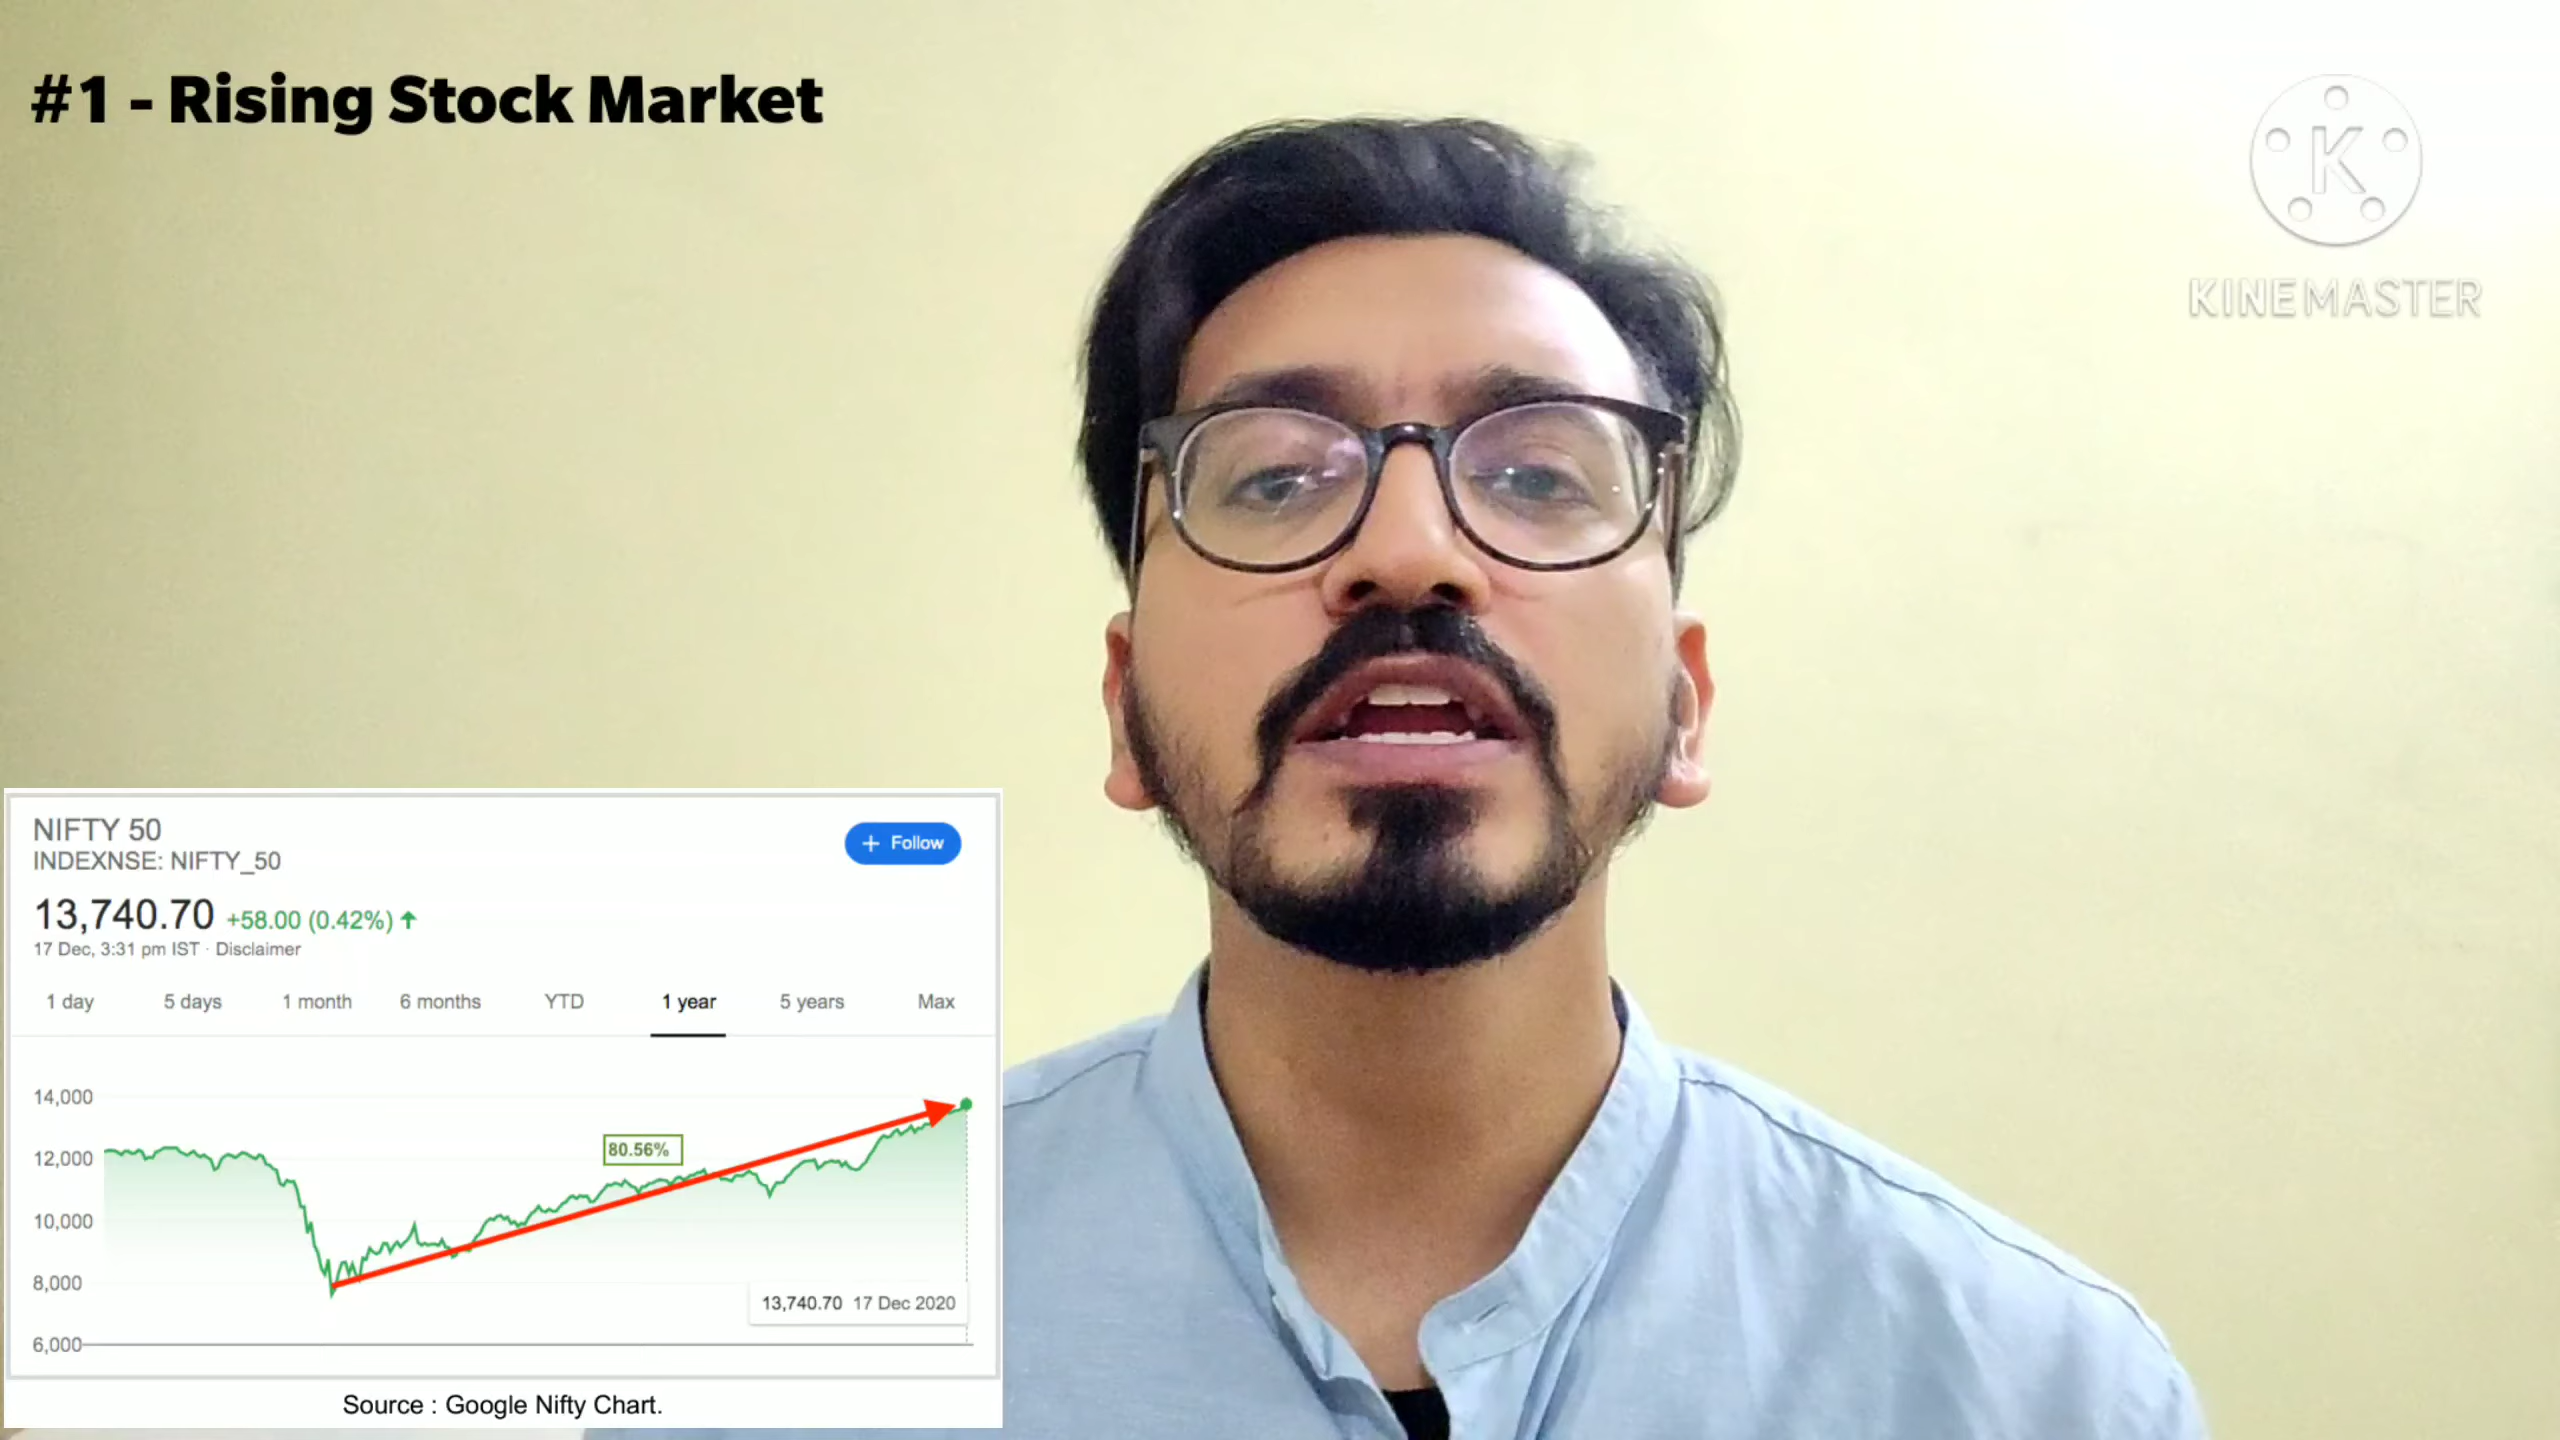 #1 - Rising Stock Market
K
KINEMASTER
NIFTY 50
INDEXNSE: NIFTY_50
+ Follow
13,740.70 +58.00 (0.42%) ↑
17 Dec, 3:31 pm IST · Disclaimer
1 day 5 days 1 month 6 months YTD 1 year 5 years Max
14,000
80.56%
12,000
10,000
8,000
13,740.70 17 Dec 2020
6,000
Source : Google Nifty Chart.